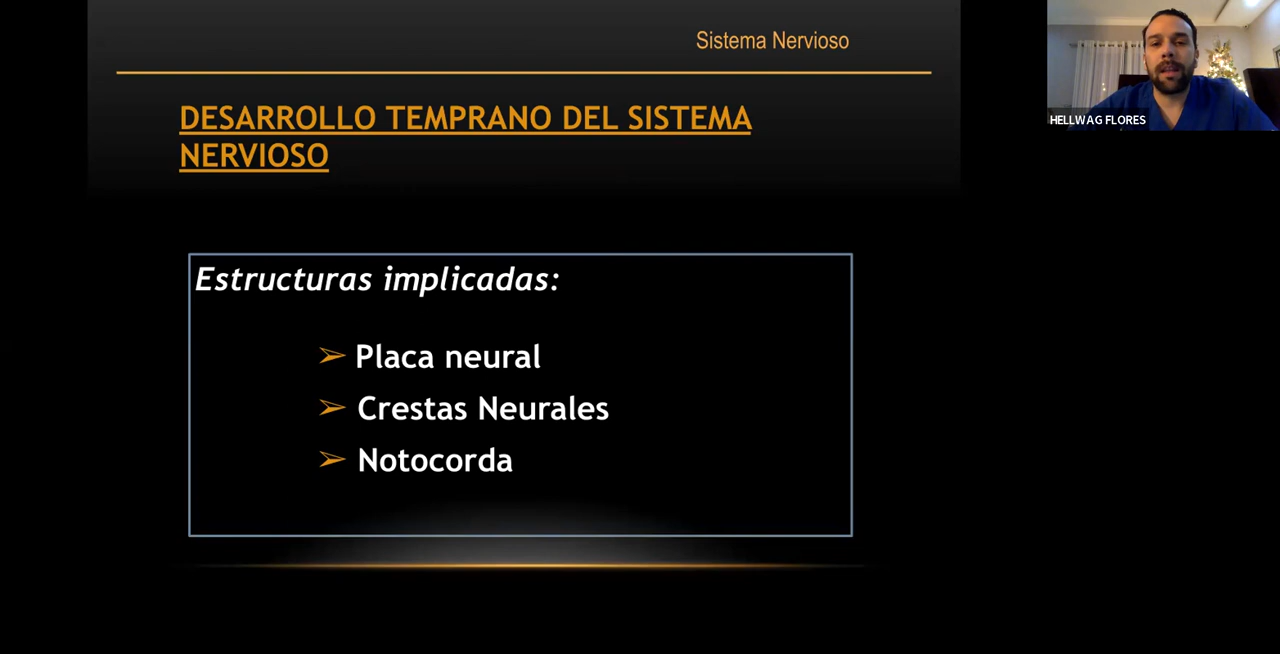 Sistema Nervioso
DESARROLLO TEMPRANO DEL SISTEMA
NERVIOSO
Estructuras implicadas:
➢ Placa neural
➢ Crestas Neurales
➢ Notocorda
HELLWAG FLORES